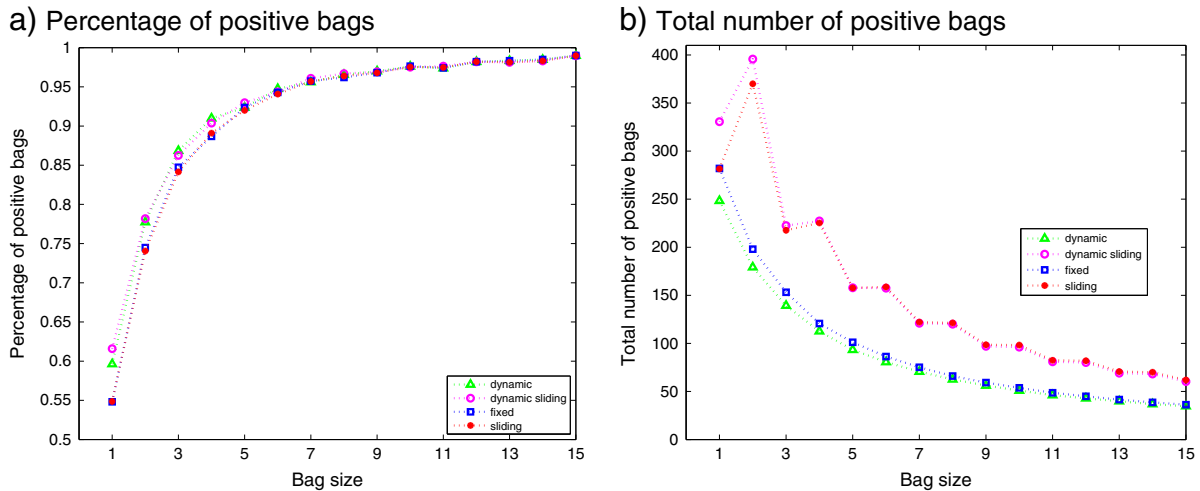 a) Percentage of positive bags
1
0.95
0.9
0.85
0.8
0.75
0.7
0.65
0.6
0.55
0.5
Percentage of positive bags
1 3 5 7 9 11 13 15
Bag size
dynamic
dynamic sliding
fixed
sliding
b) Total number of positive bags
400
350
300
250
200
150
100
50
0
Total number of positive bags
1 3 5 7 9 11 13 15
Bag size
dynamic
dynamic sliding
fixed
sliding